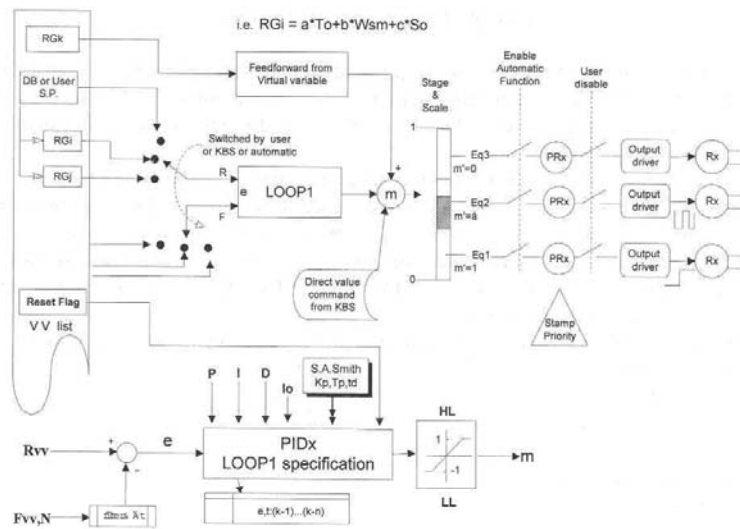 i.e. RGi = a*To+b*Wsm+c*So
RGk
Feedforward from
Virtual variable
Stage
&
Scale
Enable
Automatic
Function
User
disable
DB or User
S.P.
1
Switched by user
or KBS or automatic
RGi
RGj
R
e
F
LOOP1
+
m
Eq3
m'=0
PRx
Output
driver
Rx
Eq2
m'=á
PRx
Output
driver
Rx
Eq1
m'=1
PRx
Output
driver
Rx
0
Direct value
command
from KBS
Reset Flag
V V list
Stamp
Priority
P
I
D
Io
S.A.Smith
Kp,Tp,td
HL
Rvv
+
-
e
PIDx
LOOP1 specification
1
-1
m
LL
Fvv,N
e,t:(k-1)...(k-n)